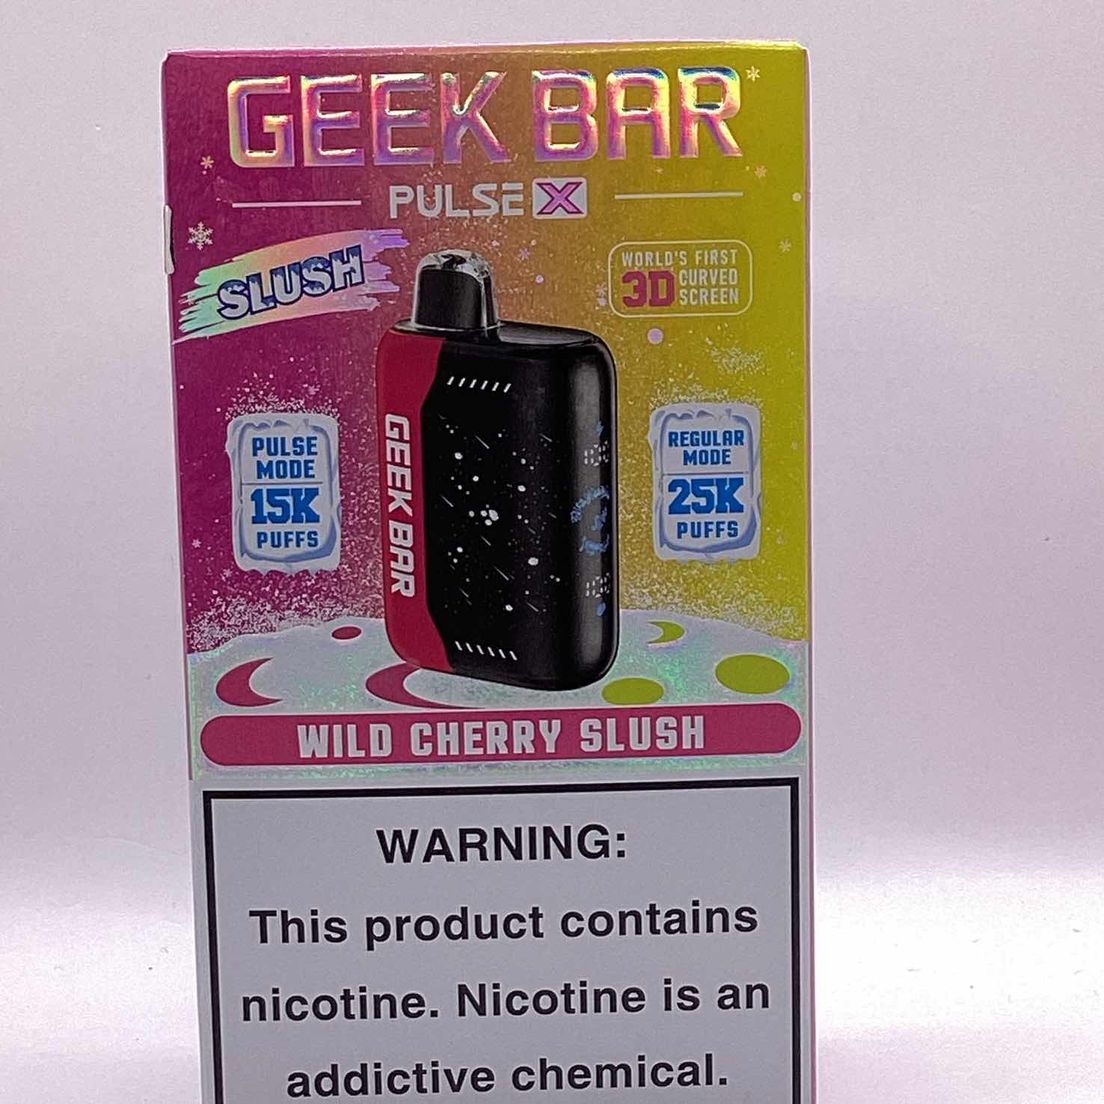 GEEK BAR
PULSE X
SLUSH
WORLD'S FIRST
3D CURVED
SCREEN
GEEK BAR
PULSE
MODE
15K
PUFFS
REGULAR
MODE
25K
PUFFS
WILD CHERRY SLUSH
WARNING:
This product contains
nicotine. Nicotine is an
addictive chemical.